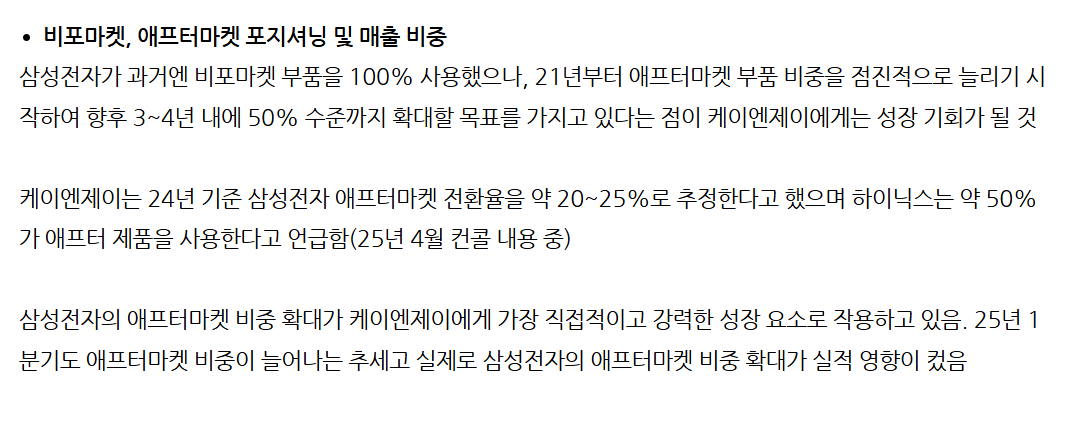 • 비포마켓, 애프터마켓 포지셔닝 및 매출 비중
삼성전자가 과거엔 비포마켓 부품을 100% 사용했으나, 21년부터 애프터마켓 부품 비중을 점진적으로 늘리기 시
작하여 향후 3~4년 내에 50% 수준까지 확대할 목표를 가지고 있다는 점이 케이엔제이에게는 성장 기회가 될 것
케이엔제이는 24년 기준 삼성전자 애프터마켓 전환율을 약 20~25%로 추정한다고 했으며 하이닉스는 약 50%
가 애프터 제품을 사용한다고 언급함(25년 4월 컨콜 내용 중)
삼성전자의 애프터마켓 비중 확대가 케이엔제이에게 가장 직접적이고 강력한 성장 요소로 작용하고 있음. 25년 1
분기도 애프터마켓 비중이 늘어나는 추세고 실제로 삼성전자의 애프터마켓 비중 확대가 실적 영향이 컸음